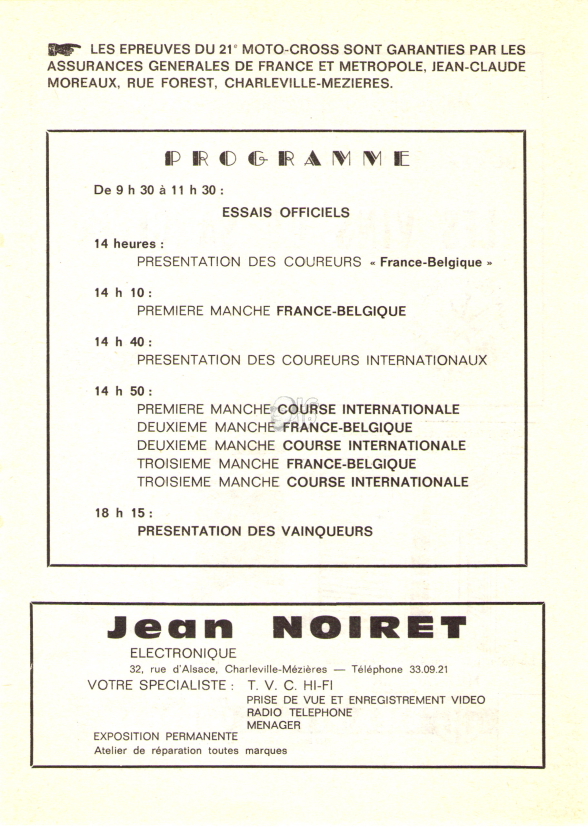 LES EPREUVES DU 21° MOTO-CROSS SONT GARANTIES PAR LES
ASSURANCES GENERALES DE FRANCE ET METROPOLE, JEAN-CLAUDE
MOREAUX, RUE FOREST, CHARLEVILLE-MEZIERES.
PROGRAMME
De 9 h 30 à 11 h 30 :
ESSAIS OFFICIELS
14 heures :
PRESENTATION DES COUREURS « France-Belgique »
14 h 10 :
PREMIERE MANCHE FRANCE-BELGIQUE
14 h 40 :
PRESENTATION DES COUREURS INTERNATIONAUX
14 h 50 :
PREMIERE MANCHE COURSE INTERNATIONALE
DEUXIEME MANCHE FRANCE-BELGIQUE
DEUXIEME MANCHE COURSE INTERNATIONALE
TROISIEME MANCHE FRANCE-BELGIQUE
TROISIEME MANCHE COURSE INTERNATIONALE
18 h 15 :
PRESENTATION DES VAINQUEURS
Jean NOIRET
ELECTRONIQUE
32, rue d'Alsace, Charleville-Mézières — Téléphone 33.09.21
VOTRE SPECIALISTE : T. V. C. HI-FI
PRISE DE VUE ET ENREGISTREMENT VIDEO
RADIO TELEPHONE
MENAGER
EXPOSITION PERMANENTE
Atelier de réparation toutes marques